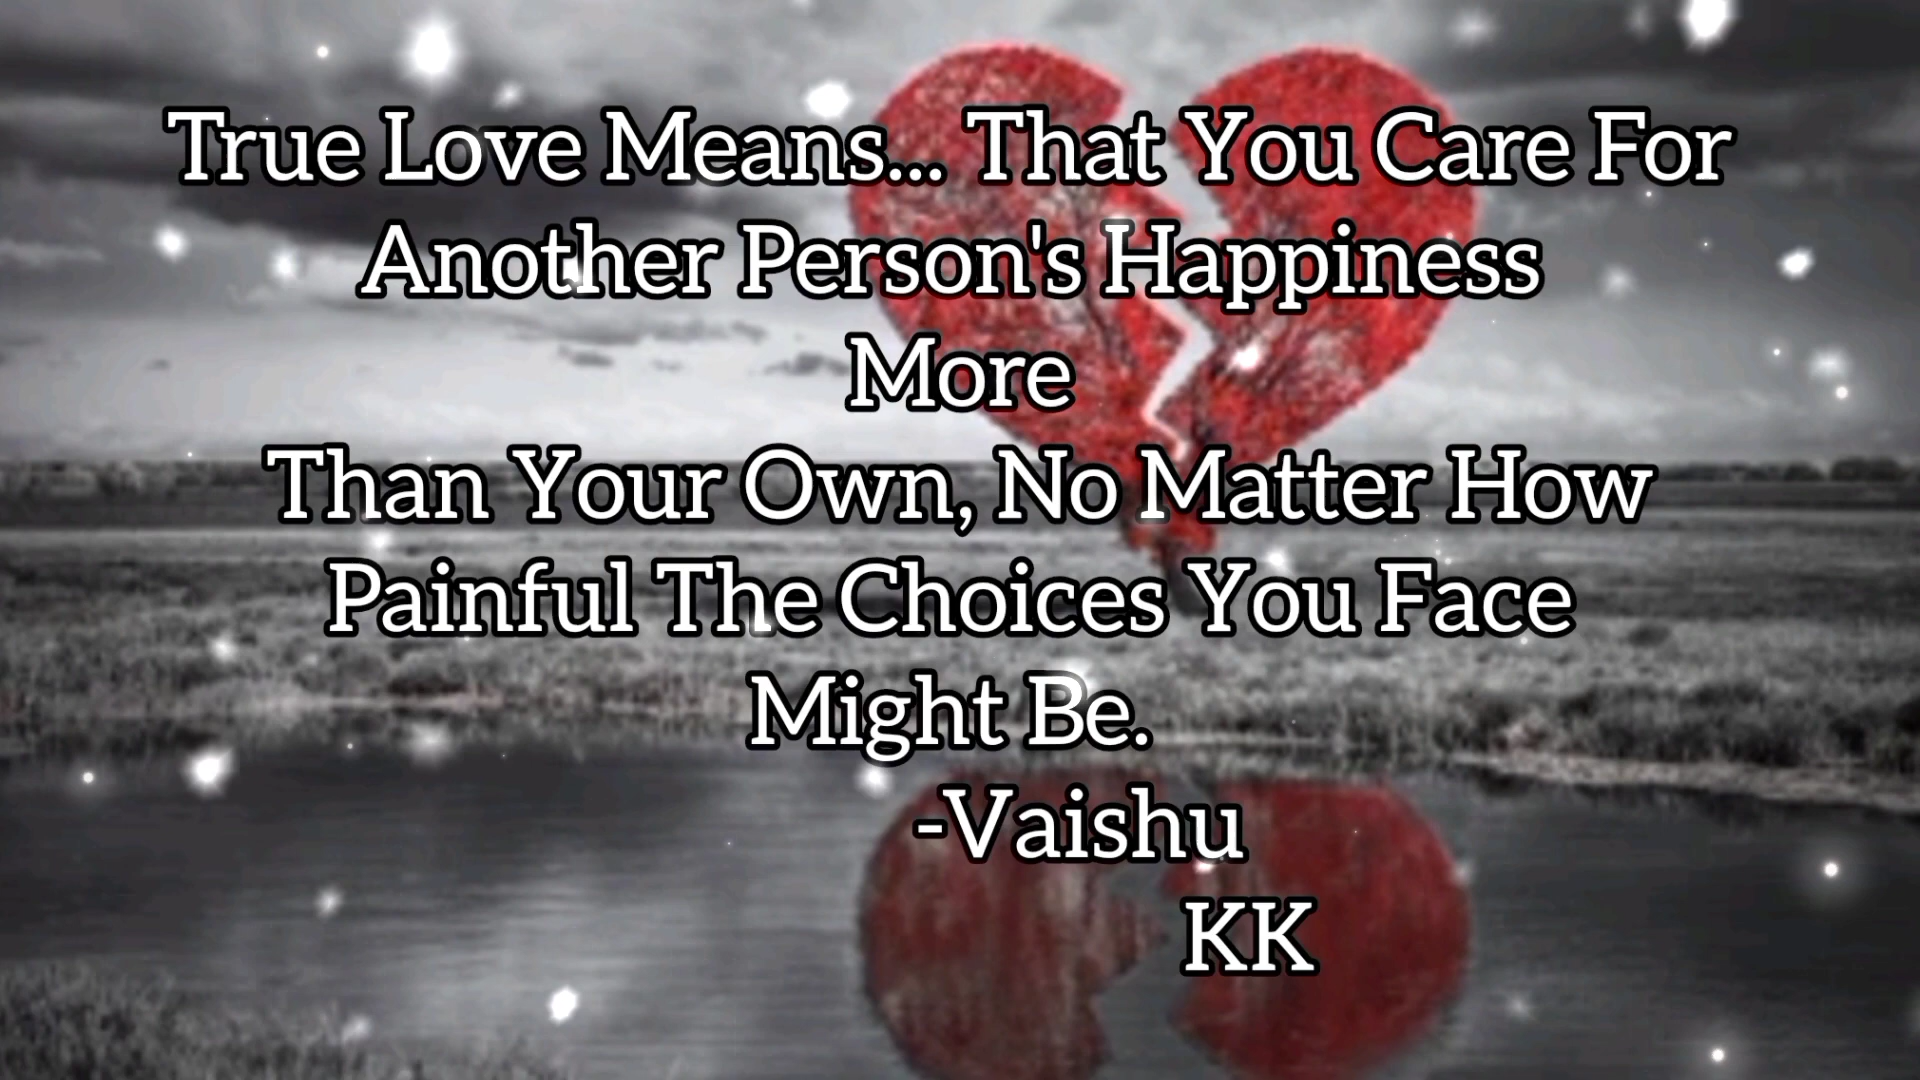 True Love Means... That You Care For
Another Person's Happiness
More
Than Your Own, No Matter How
Painful The Choices You Face
Might Be.
-Vaishu
KK